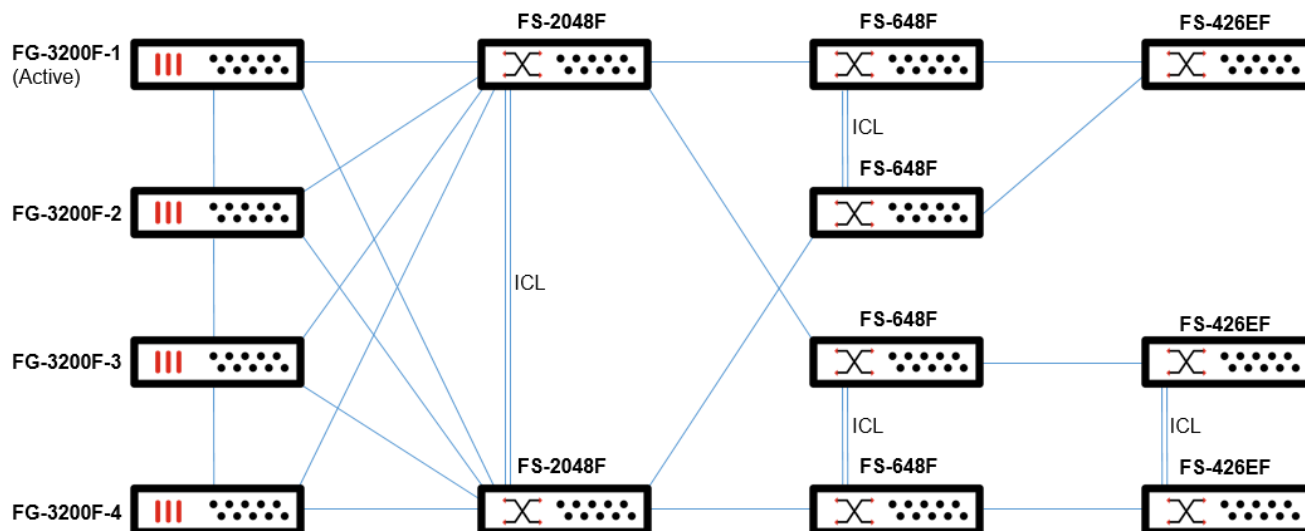 FS-2048F
FS-648F
FS-426EF
FG-3200F-1
(Active)
ICL
FS-648F
FG-3200F-2
ICL
FS-648F
FS-426EF
FG-3200F-3
ICL
ICL
FS-2048F
FS-648F
FS-426EF
FG-3200F-4